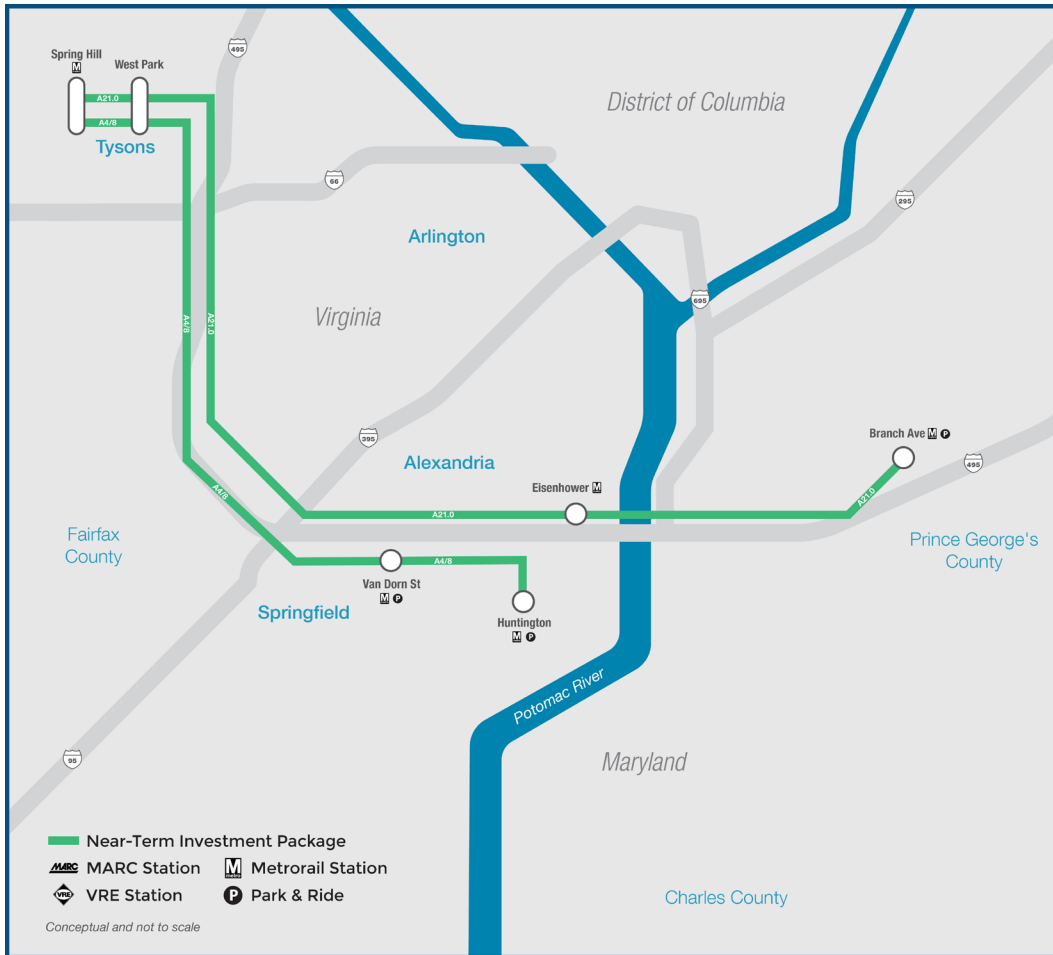 495
Spring Hill
M
West Park
A21.0
A4/8
Tysons
District of Columbia
66
295
Arlington
695
Virginia
A4/8
A21.0
395
Branch Ave M P
Alexandria
495
Eisenhower M
A4/8
A21.0
A21.0
Fairfax
County
Prince George's
County
A4/8
Van Dorn St
M P
Springfield
Huntington
M P
Potomac River
95
Maryland
Near-Term Investment Package
MARC MARC Station
M metro Metrorail Station
VRE VRE Station
P Park & Ride
Charles County
Conceptual and not to scale